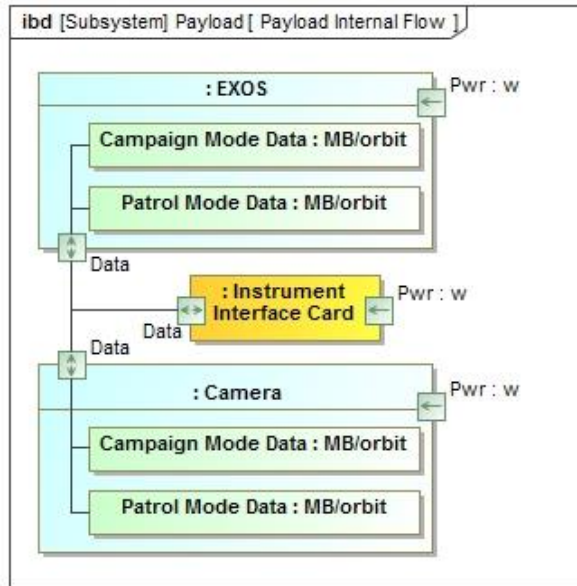 ibd [Subsystem] Payload [ Payload Internal Flow ]
: EXOS
Pwr : w
Campaign Mode Data : MB/orbit
Patrol Mode Data : MB/orbit
Data
: Instrument
Interface Card
Pwr : w
Data
Data
: Camera
Pwr : w
Campaign Mode Data : MB/orbit
Patrol Mode Data : MB/orbit